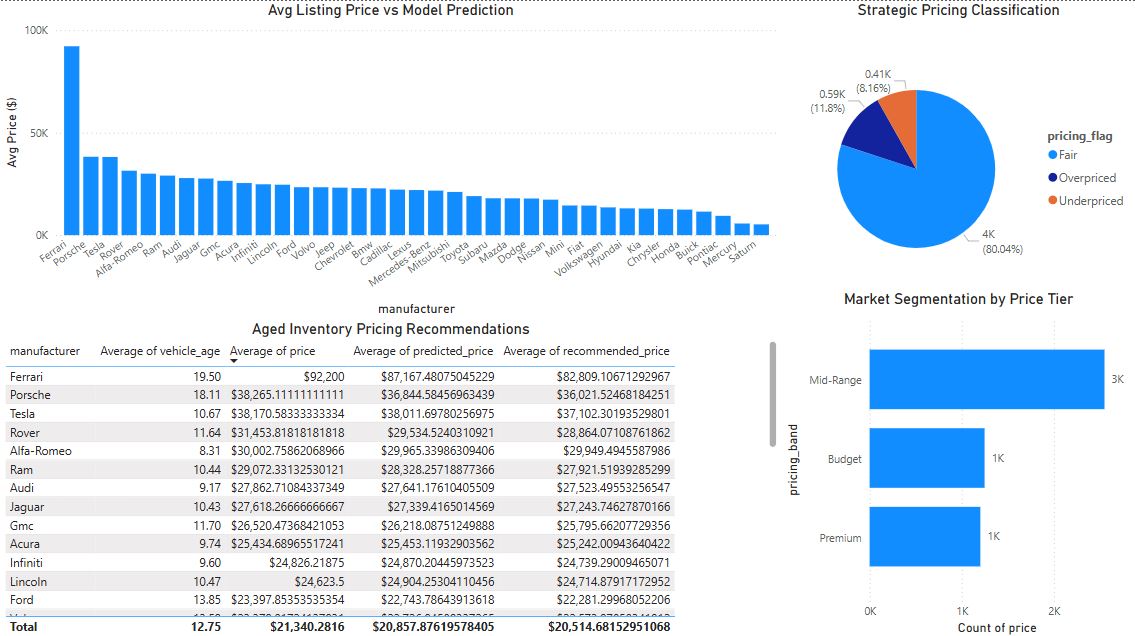 Avg Listing Price vs Model Prediction
100K
50K
0K
Avg Price ($)
Ferrari
Porsche
Tesla
Rover
Alfa-Romeo
Ram
Audi
Jaguar
Gmc
Acura
Infiniti
Lincoln
Ford
Volvo
Jeep
Chevrolet
Bmw
Cadillac
Lexus
Mercedes-Benz
Mitsubishi
Toyota
Subaru
Mazda
Dodge
Nissan
Mini
Fiat
Volkswagen
Hyundai
Kia
Chrysler
Honda
Buick
Pontiac
Mercury
Saturn
manufacturer
Strategic Pricing Classification
0.41K
(8.16%)
0.59K
(11.8%)
4K
(80.04%)
pricing_flag
Fair
Overpriced
Underpriced
Aged Inventory Pricing Recommendations
manufacturer Average of vehicle_age Average of price Average of predicted_price Average of recommended_price
Ferrari 19.50 $92,200 $87,167.48075045229 $82,809.10671292967
Porsche 18.11 $38,265.11111111111 $36,844.58456963439 $36,021.52468184251
Tesla 10.67 $38,170.58333333334 $38,011.69780256975 $37,102.30193529801
Rover 11.64 $31,453.81818181818 $29,534.5240310921 $28,864.07108761862
Alfa-Romeo 8.31 $30,002.75862068966 $29,965.33986309406 $29,949.4945587986
Ram 10.44 $29,072.33132530121 $28,328.25718877366 $27,921.51939285299
Audi 9.17 $27,862.71084337349 $27,641.17610405509 $27,523.49553256547
Jaguar 10.43 $27,618.26666666667 $27,339.4165014569 $27,243.74627870166
Gmc 11.70 $26,520.47368421053 $26,218.08751249888 $25,795.66207729356
Acura 9.74 $25,434.68965517241 $25,453.11932903562 $25,242.00943640422
Infiniti 9.60 $24,826.21875 $24,870.20445973523 $24,739.29009465071
Lincoln 10.47 $24,623.5 $24,904.25304110456 $24,714.87917172952
Ford 13.85 $23,397.85353535354 $22,743.78643913618 $22,281.29968052206
Total 12.75 $21,340.2816 $20,857.87619578405 $20,514.68152951068
Market Segmentation by Price Tier
pricing_band
Mid-Range
3K
Budget
1K
Premium
1K
0K
1K
2K
Count of price